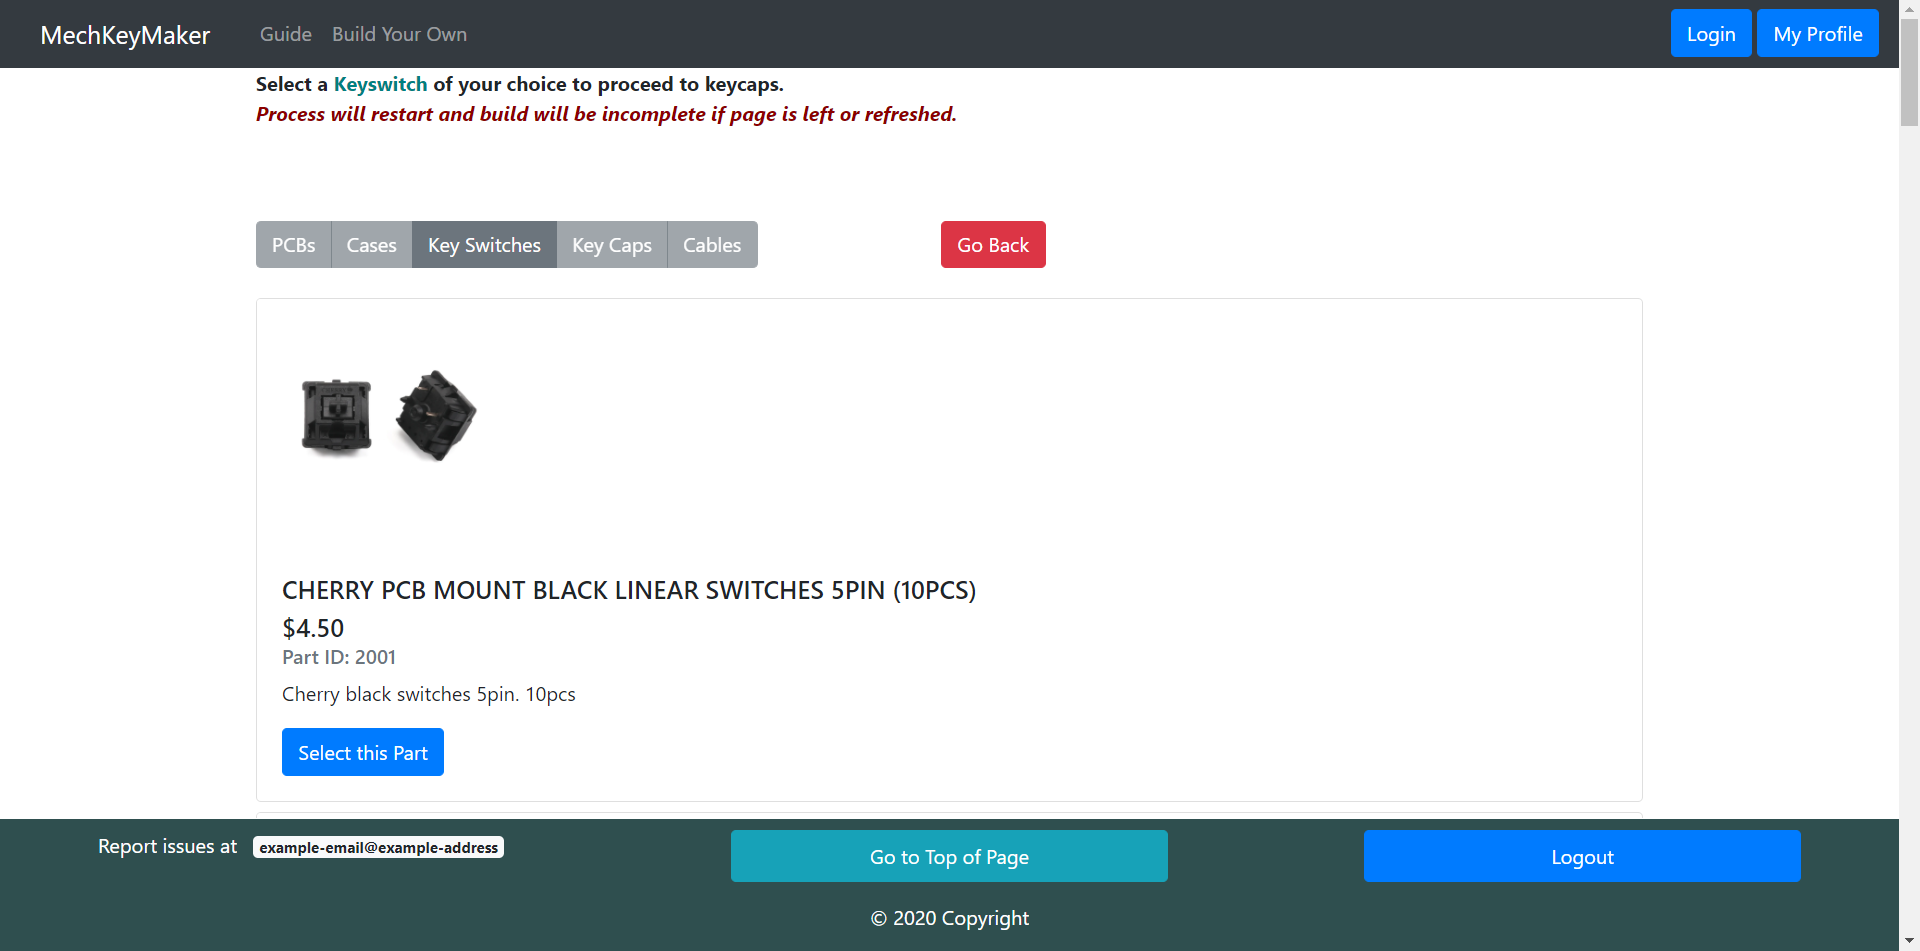 MechKeyMaker Guide Build Your Own Login My Profile
Select a Keyswitch of your choice to proceed to keycaps.
Process will restart and build will be incomplete if page is left or refreshed.
PCBs Cases Key Switches Key Caps Cables Go Back
CHERRY PCB MOUNT BLACK LINEAR SWITCHES 5PIN (10PCS)
$4.50
Part ID: 2001
Cherry black switches 5pin. 10pcs
Select this Part
Report issues at example-email@example-address Go to Top of Page Logout
© 2020 Copyright